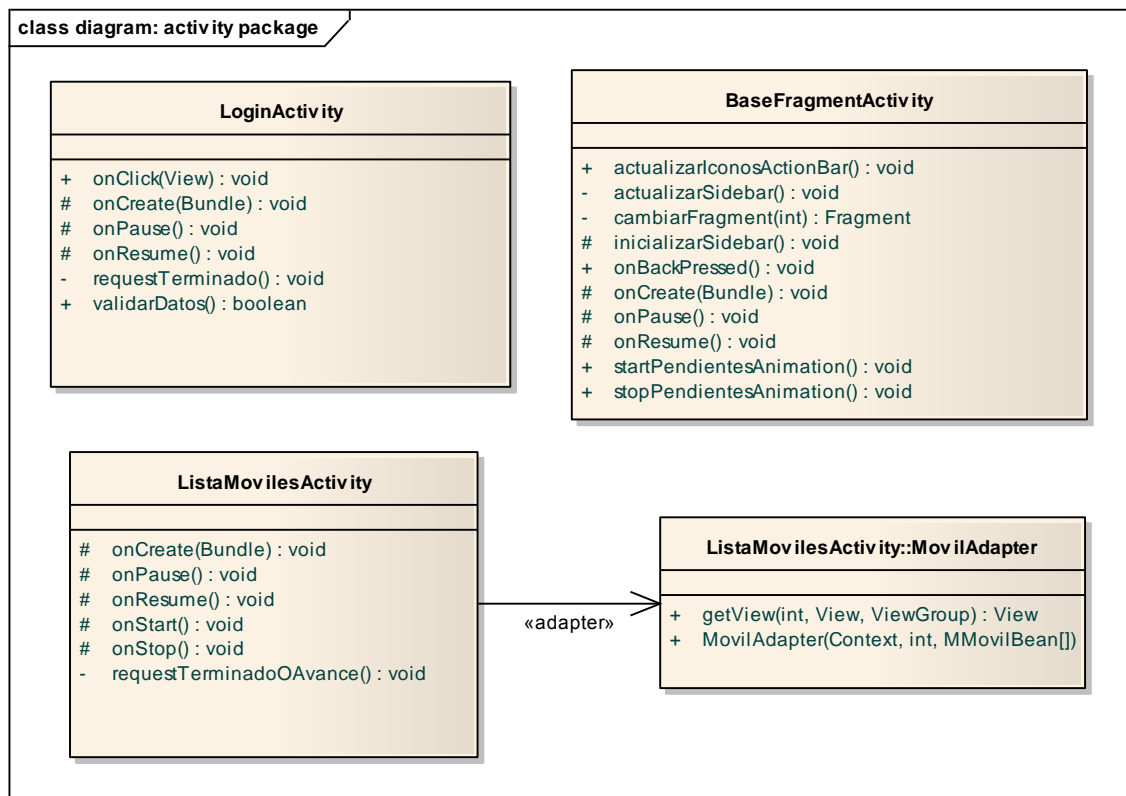 class diagram: activity package
LoginActivity
+ onClick(View) : void
# onCreate(Bundle) : void
# onPause() : void
# onResume() : void
- requestTerminado() : void
+ validarDatos() : boolean
BaseFragmentActivity
+ actualizarIconosActionBar() : void
- actualizarSidebar() : void
- cambiarFragment(int) : Fragment
# inicializarSidebar() : void
+ onBackPressed() : void
# onCreate(Bundle) : void
# onPause() : void
# onResume() : void
+ startPendientesAnimation() : void
+ stopPendientesAnimation() : void
ListaMovilesActivity
# onCreate(Bundle) : void
# onPause() : void
# onResume() : void
# onStart() : void
# onStop() : void
- requestTerminadoOAvance() : void
«adapter»
ListaMovilesActivity::MovilAdapter
+ getView(int, View, ViewGroup) : View
+ MovilAdapter(Context, int, MMovilBean[])